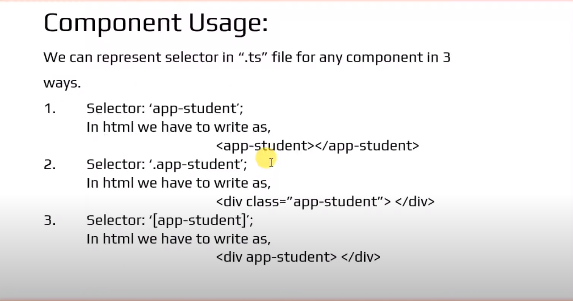 Component Usage:
We can represent selector in “.ts” file for any component in 3
ways.
1. Selector: ‘app-student’;
In html we have to write as,
<app-student></app-student>
2. Selector: ‘.app-student’;
In html we have to write as,
<div class=”app-student”> </div>
3. Selector: ‘[app-student]’;
In html we have to write as,
<div app-student> </div>